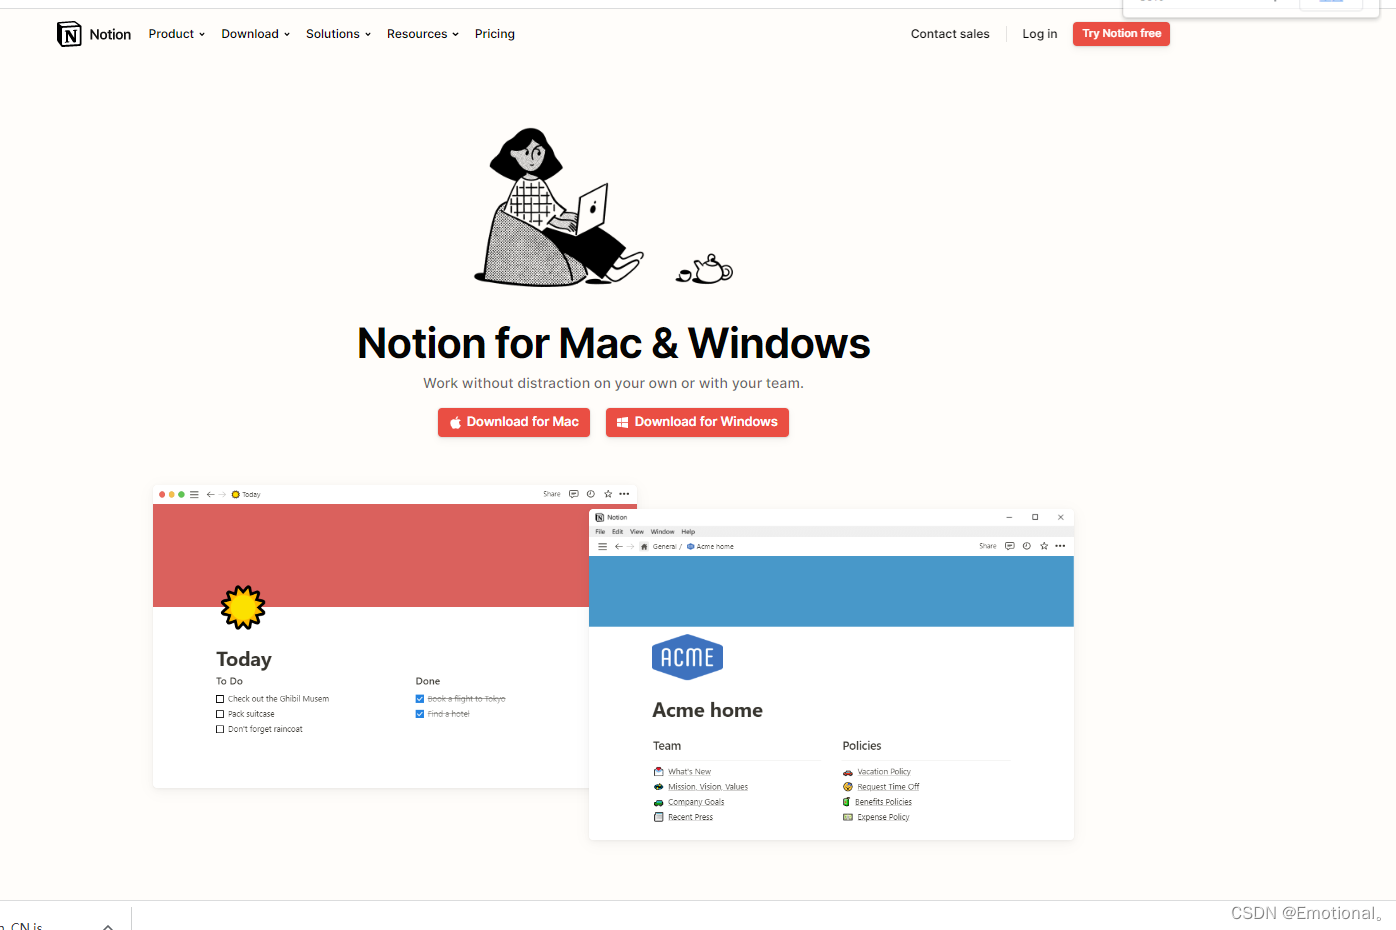 Notion Product Download Solutions Resources Pricing Contact sales Log in Try Notion free
Notion for Mac & Windows
Work without distraction on your own or with your team.
Download for Mac Download for Windows
Today Share
Today
To Do Done
Check out the Ghibil Musem Book a flight to Tokyo
Pack suitcase Find a hotel
Don't forget raincoat
Notion
File Edit View Window Help
General / Acme home Share
ACME
Acme home
Team Policies
What's New Vacation Policy
Mission, Vision, Values Request Time Off
Company Goals Benefits Policies
Recent Press Expense Policy
CSDN @Emotional。
CN.js